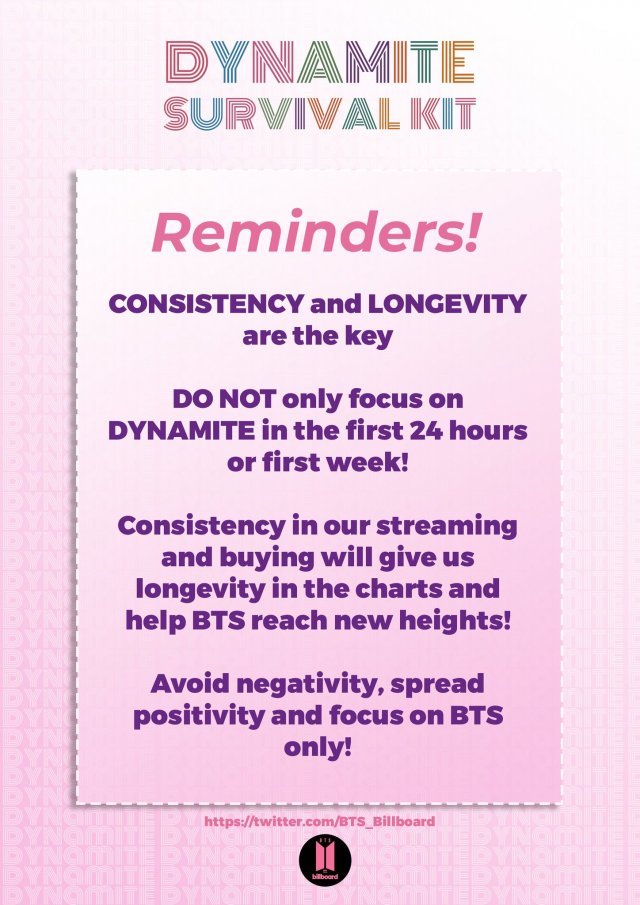 DYNAMITE
SURVIVAL KIT
Reminders!
CONSISTENCY and LONGEVITY
are the key
DO NOT only focus on
DYNAMITE in the first 24 hours
or first week!
Consistency in our streaming
and buying will give us
longevity in the charts and
help BTS reach new heights!
Avoid negativity, spread
positivity and focus on BTS
only!
https://twitter.com/BTS_Billboard
BTS
billboard